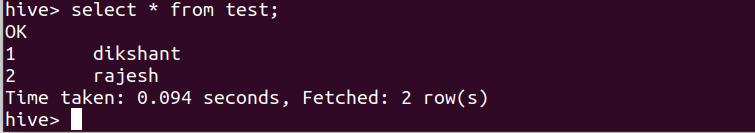 hive> select * from test;
OK
1 dikshant
2 rajesh
Time taken: 0.094 seconds, Fetched: 2 row(s)
hive>